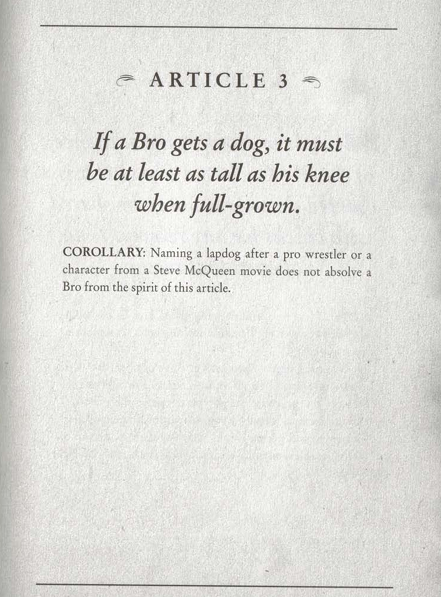 ARTICLE 3
If a Bro gets a dog, it must
be at least as tall as his knee
when full-grown.
COROLLARY: Naming a lapdog after a pro wrestler or a
character from a Steve McQueen movie does not absolve a
Bro from the spirit of this article.